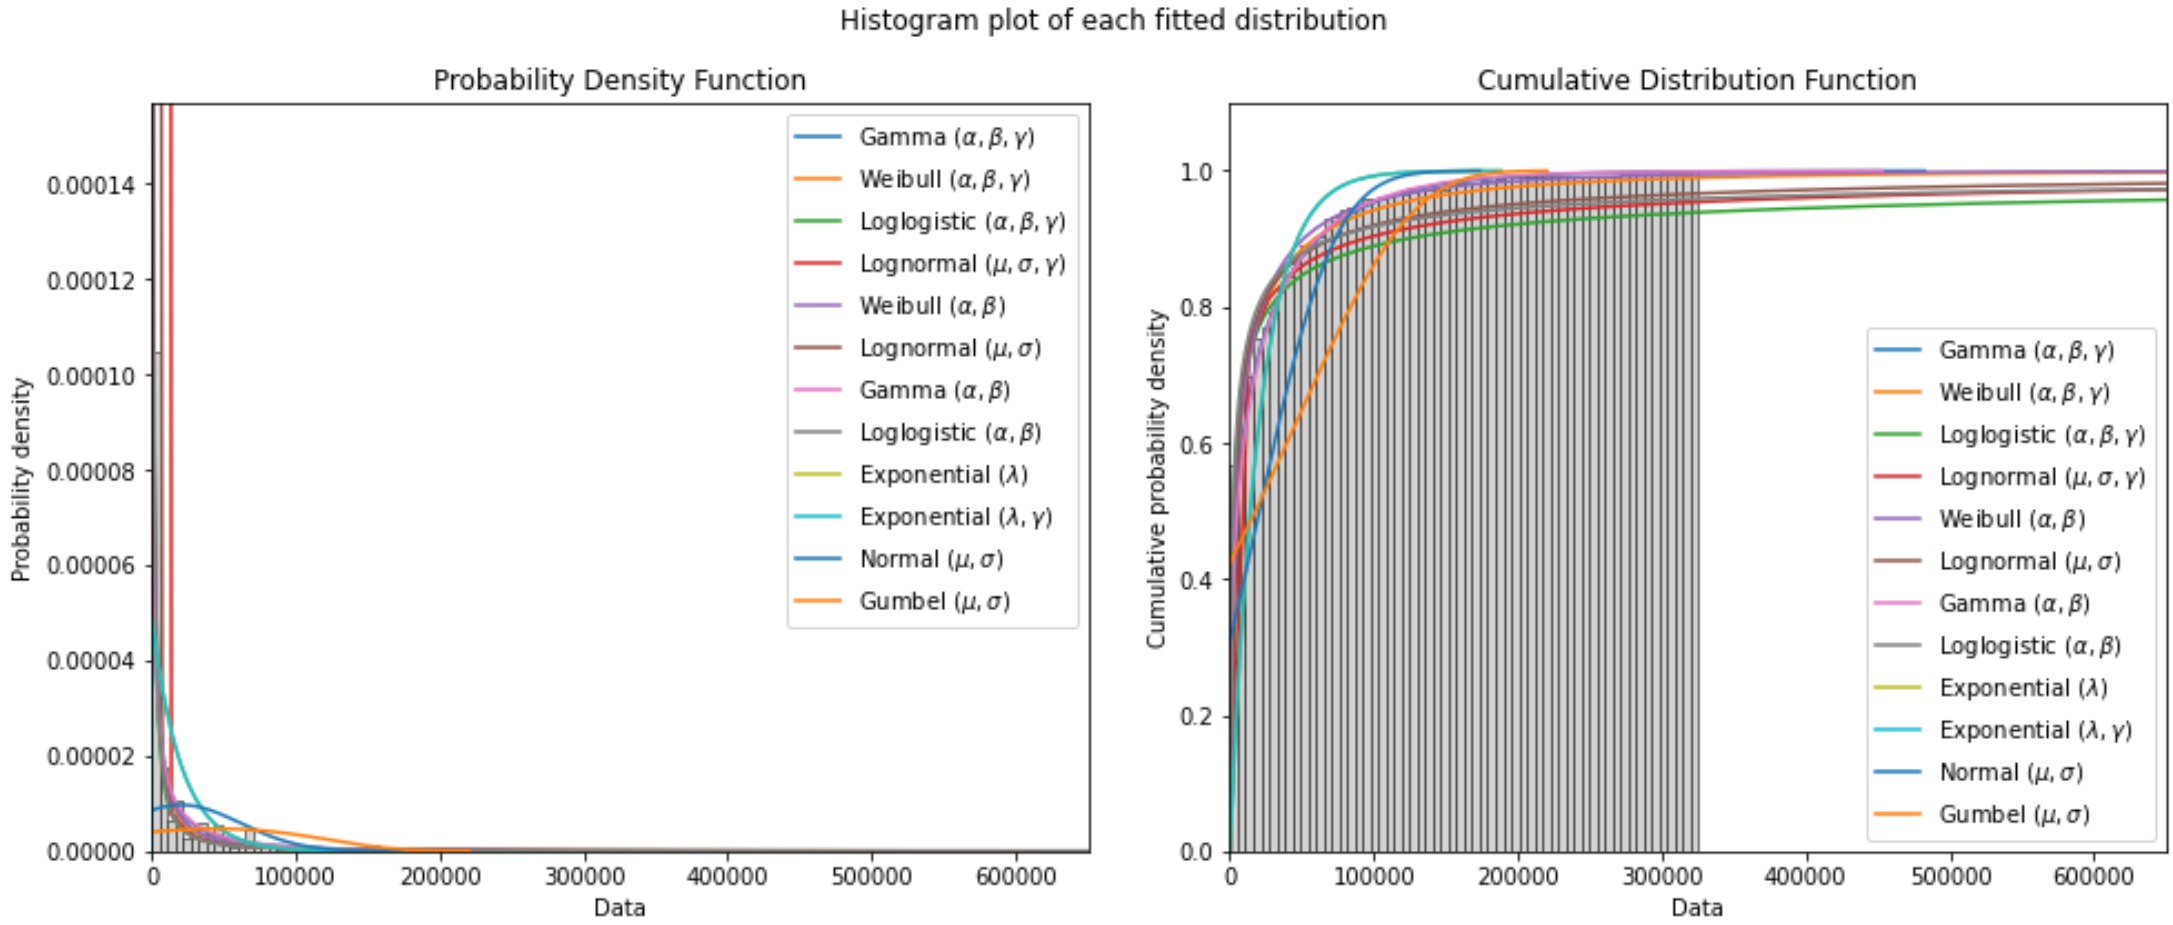 Histogram plot of each fitted distribution
Probability Density Function
Probability density
0.00014
0.00012
0.00010
0.00008
0.00006
0.00004
0.00002
0.00000
0
100000
200000
300000
400000
500000
600000
Data
Gamma (α, β, γ)
Weibull (α, β, γ)
Loglogistic (α, β, γ)
Lognormal (μ, σ, γ)
Weibull (α, β)
Lognormal (μ, σ)
Gamma (α, β)
Loglogistic (α, β)
Exponential (λ)
Exponential (λ, γ)
Normal (μ, σ)
Gumbel (μ, σ)
Cumulative Distribution Function
Cumulative probability density
1.0
0.8
0.6
0.4
0.2
0.0
0
100000
200000
300000
400000
500000
600000
Data
Gamma (α, β, γ)
Weibull (α, β, γ)
Loglogistic (α, β, γ)
Lognormal (μ, σ, γ)
Weibull (α, β)
Lognormal (μ, σ)
Gamma (α, β)
Loglogistic (α, β)
Exponential (λ)
Exponential (λ, γ)
Normal (μ, σ)
Gumbel (μ, σ)